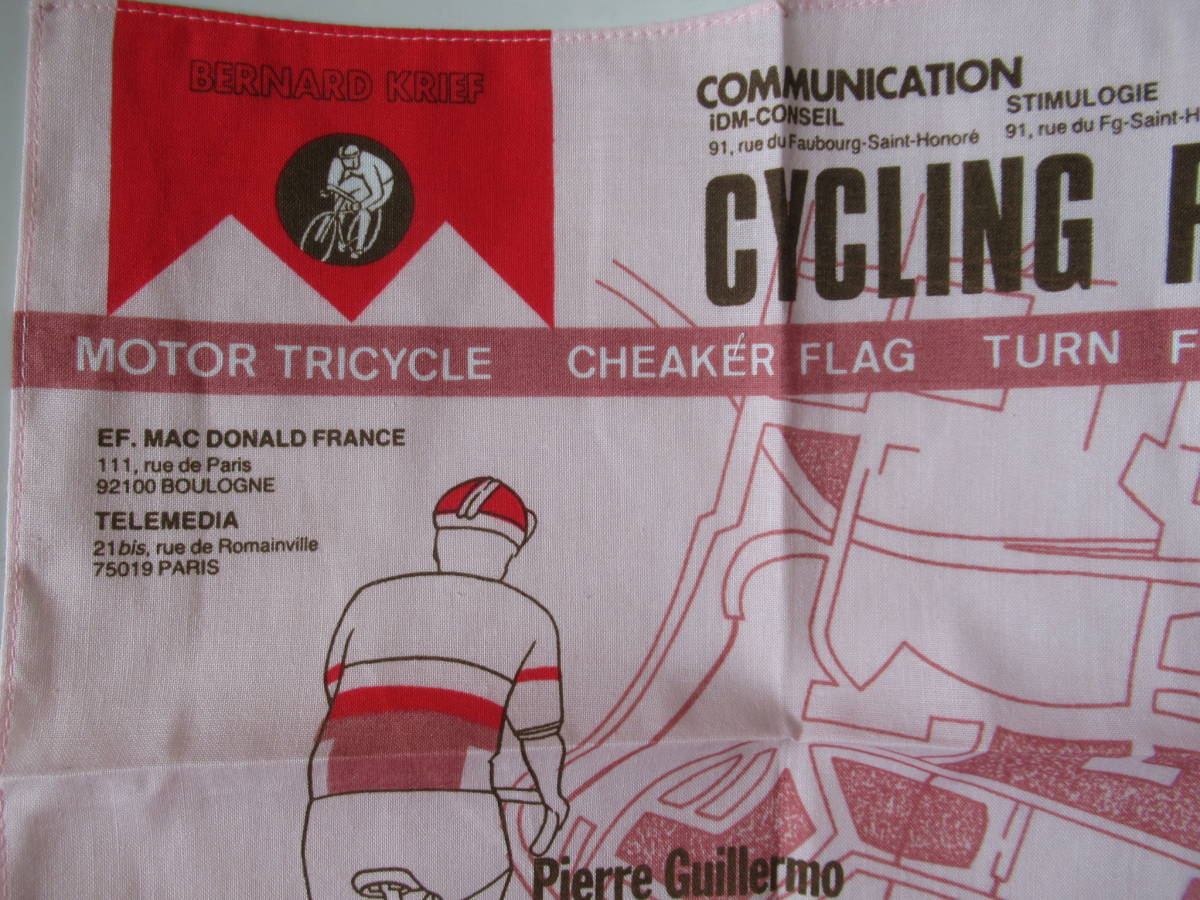 BERNARD KRIEF
COMMUNICATION
iDM-CONSEIL
91, rue du Faubourg-Saint-Honoré
STIMULOGIE
91, rue du Fg-Saint-H
CYCLING
MOTOR TRICYCLE CHEAKER FLAG TURN F
EF. MAC DONALD FRANCE
111, rue de Paris
92100 BOULOGNE
TELEMEDIA
21bis, rue de Romainville
75019 PARIS
Pierre Guillermo